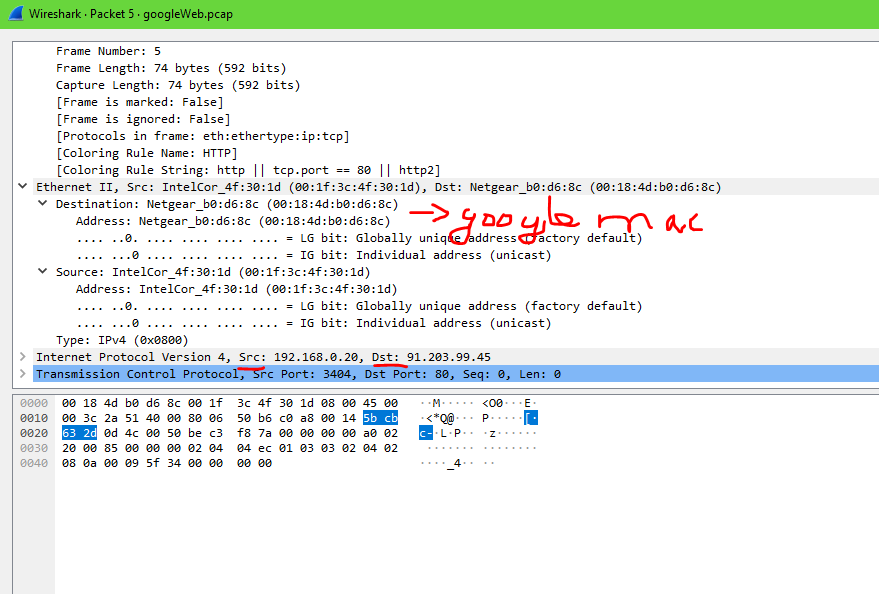 Wireshark · Packet 5 · googleWeb.pcap
Frame Number: 5
Frame Length: 74 bytes (592 bits)
Capture Length: 74 bytes (592 bits)
[Frame is marked: False]
[Frame is ignored: False]
[Protocols in frame: eth:ethertype:ip:tcp]
[Coloring Rule Name: HTTP]
[Coloring Rule String: http || tcp.port == 80 || http2]
Ethernet II, Src: IntelCor_4f:30:1d (00:1f:3c:4f:30:1d), Dst: Netgear_b0:d6:8c (00:18:4d:b0:d6:8c)
Destination: Netgear_b0:d6:8c (00:18:4d:b0:d6:8c)
Address: Netgear_b0:d6:8c (00:18:4d:b0:d6:8c)
→ google mac
.... ..0. .... .... .... .... = LG bit: Globally unique address (factory default)
.... ...0 .... .... .... .... = IG bit: Individual address (unicast)
Source: IntelCor_4f:30:1d (00:1f:3c:4f:30:1d)
Address: IntelCor_4f:30:1d (00:1f:3c:4f:30:1d)
.... ..0. .... .... .... .... = LG bit: Globally unique address (factory default)
.... ...0 .... .... .... .... = IG bit: Individual address (unicast)
Type: IPv4 (0x0800)
Internet Protocol Version 4, Src: 192.168.0.20, Dst: 91.203.99.45
Transmission Control Protocol, Src Port: 3404, Dst Port: 80, Seq: 0, Len: 0
0000 00 18 4d b0 d6 8c 00 1f 3c 4f 30 1d 08 00 45 00 ··M····· <O0···E·
0010 00 3c 2a 51 40 00 80 06 50 b6 c0 a8 00 14 5b cb ·<*Q@··· P·····[·
0020 63 2d 0d 4c 00 50 be c3 f8 7a 00 00 00 00 a0 02 c-·L·P·· ·z······
0030 20 00 85 00 00 00 02 04 04 ec 01 03 03 02 04 02 ······· ········
0040 08 0a 00 09 5f 34 00 00 00 00 ····_4·· ··